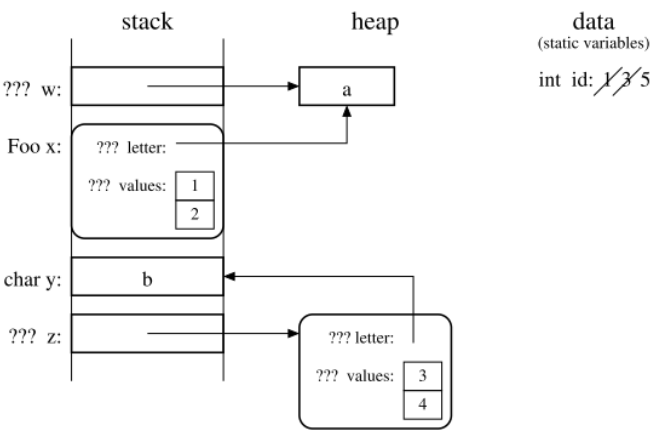 stack heap data
(static variables)
??? w: a int id: 1 3 5
Foo x: ??? letter:
??? values: 1
2
char y: b
??? z: ??? letter:
??? values: 3
4